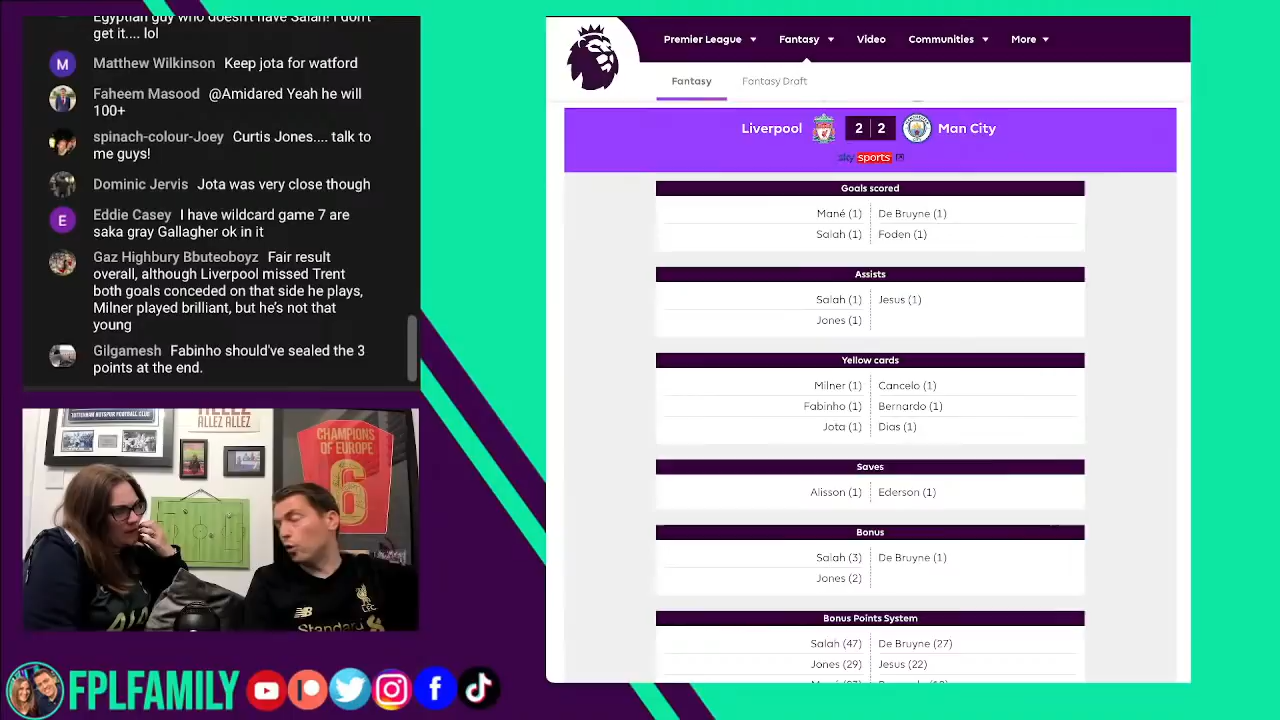 Egyptian guy who doesn't have Salah! I don't
get it.... lol
Matthew Wilkinson Keep jota for watford
Faheem Masood @Amidared Yeah he will
100+
spinach-colour-Joey Curtis Jones.... talk to
me guys!
Dominic Jervis Jota was very close though
Eddie Casey I have wildcard game 7 are
saka gray Gallagher ok in it
Gaz Highbury Bbuteoboyz Fair result
overall, although Liverpool missed Trent
both goals conceded on that side he plays,
Milner played brilliant, but he's not that
young
Gilgamesh Fabinho should've sealed the 3
points at the end.
M
E
TOTTENHAM HOTSPUR FOOTBALL CLUB
ALLEZ
ALLEZ ALLEZ
CHAMPIONS
OF EUROPE
6
NB
LFC
Standard
FPLFAMILY
Premier League
Fantasy
Video
Communities
More
Fantasy
Fantasy Draft
Liverpool 2 2 Man City
sky sports
Goals scored
Mané (1) De Bruyne (1)
Salah (1) Foden (1)
Assists
Salah (1) Jesus (1)
Jones (1)
Yellow cards
Milner (1) Cancelo (1)
Fabinho (1) Bernardo (1)
Jota (1) Dias (1)
Saves
Alisson (1) Ederson (1)
Bonus
Salah (3) De Bruyne (1)
Jones (2)
Bonus Points System
Salah (47) De Bruyne (27)
Jones (29) Jesus (22)